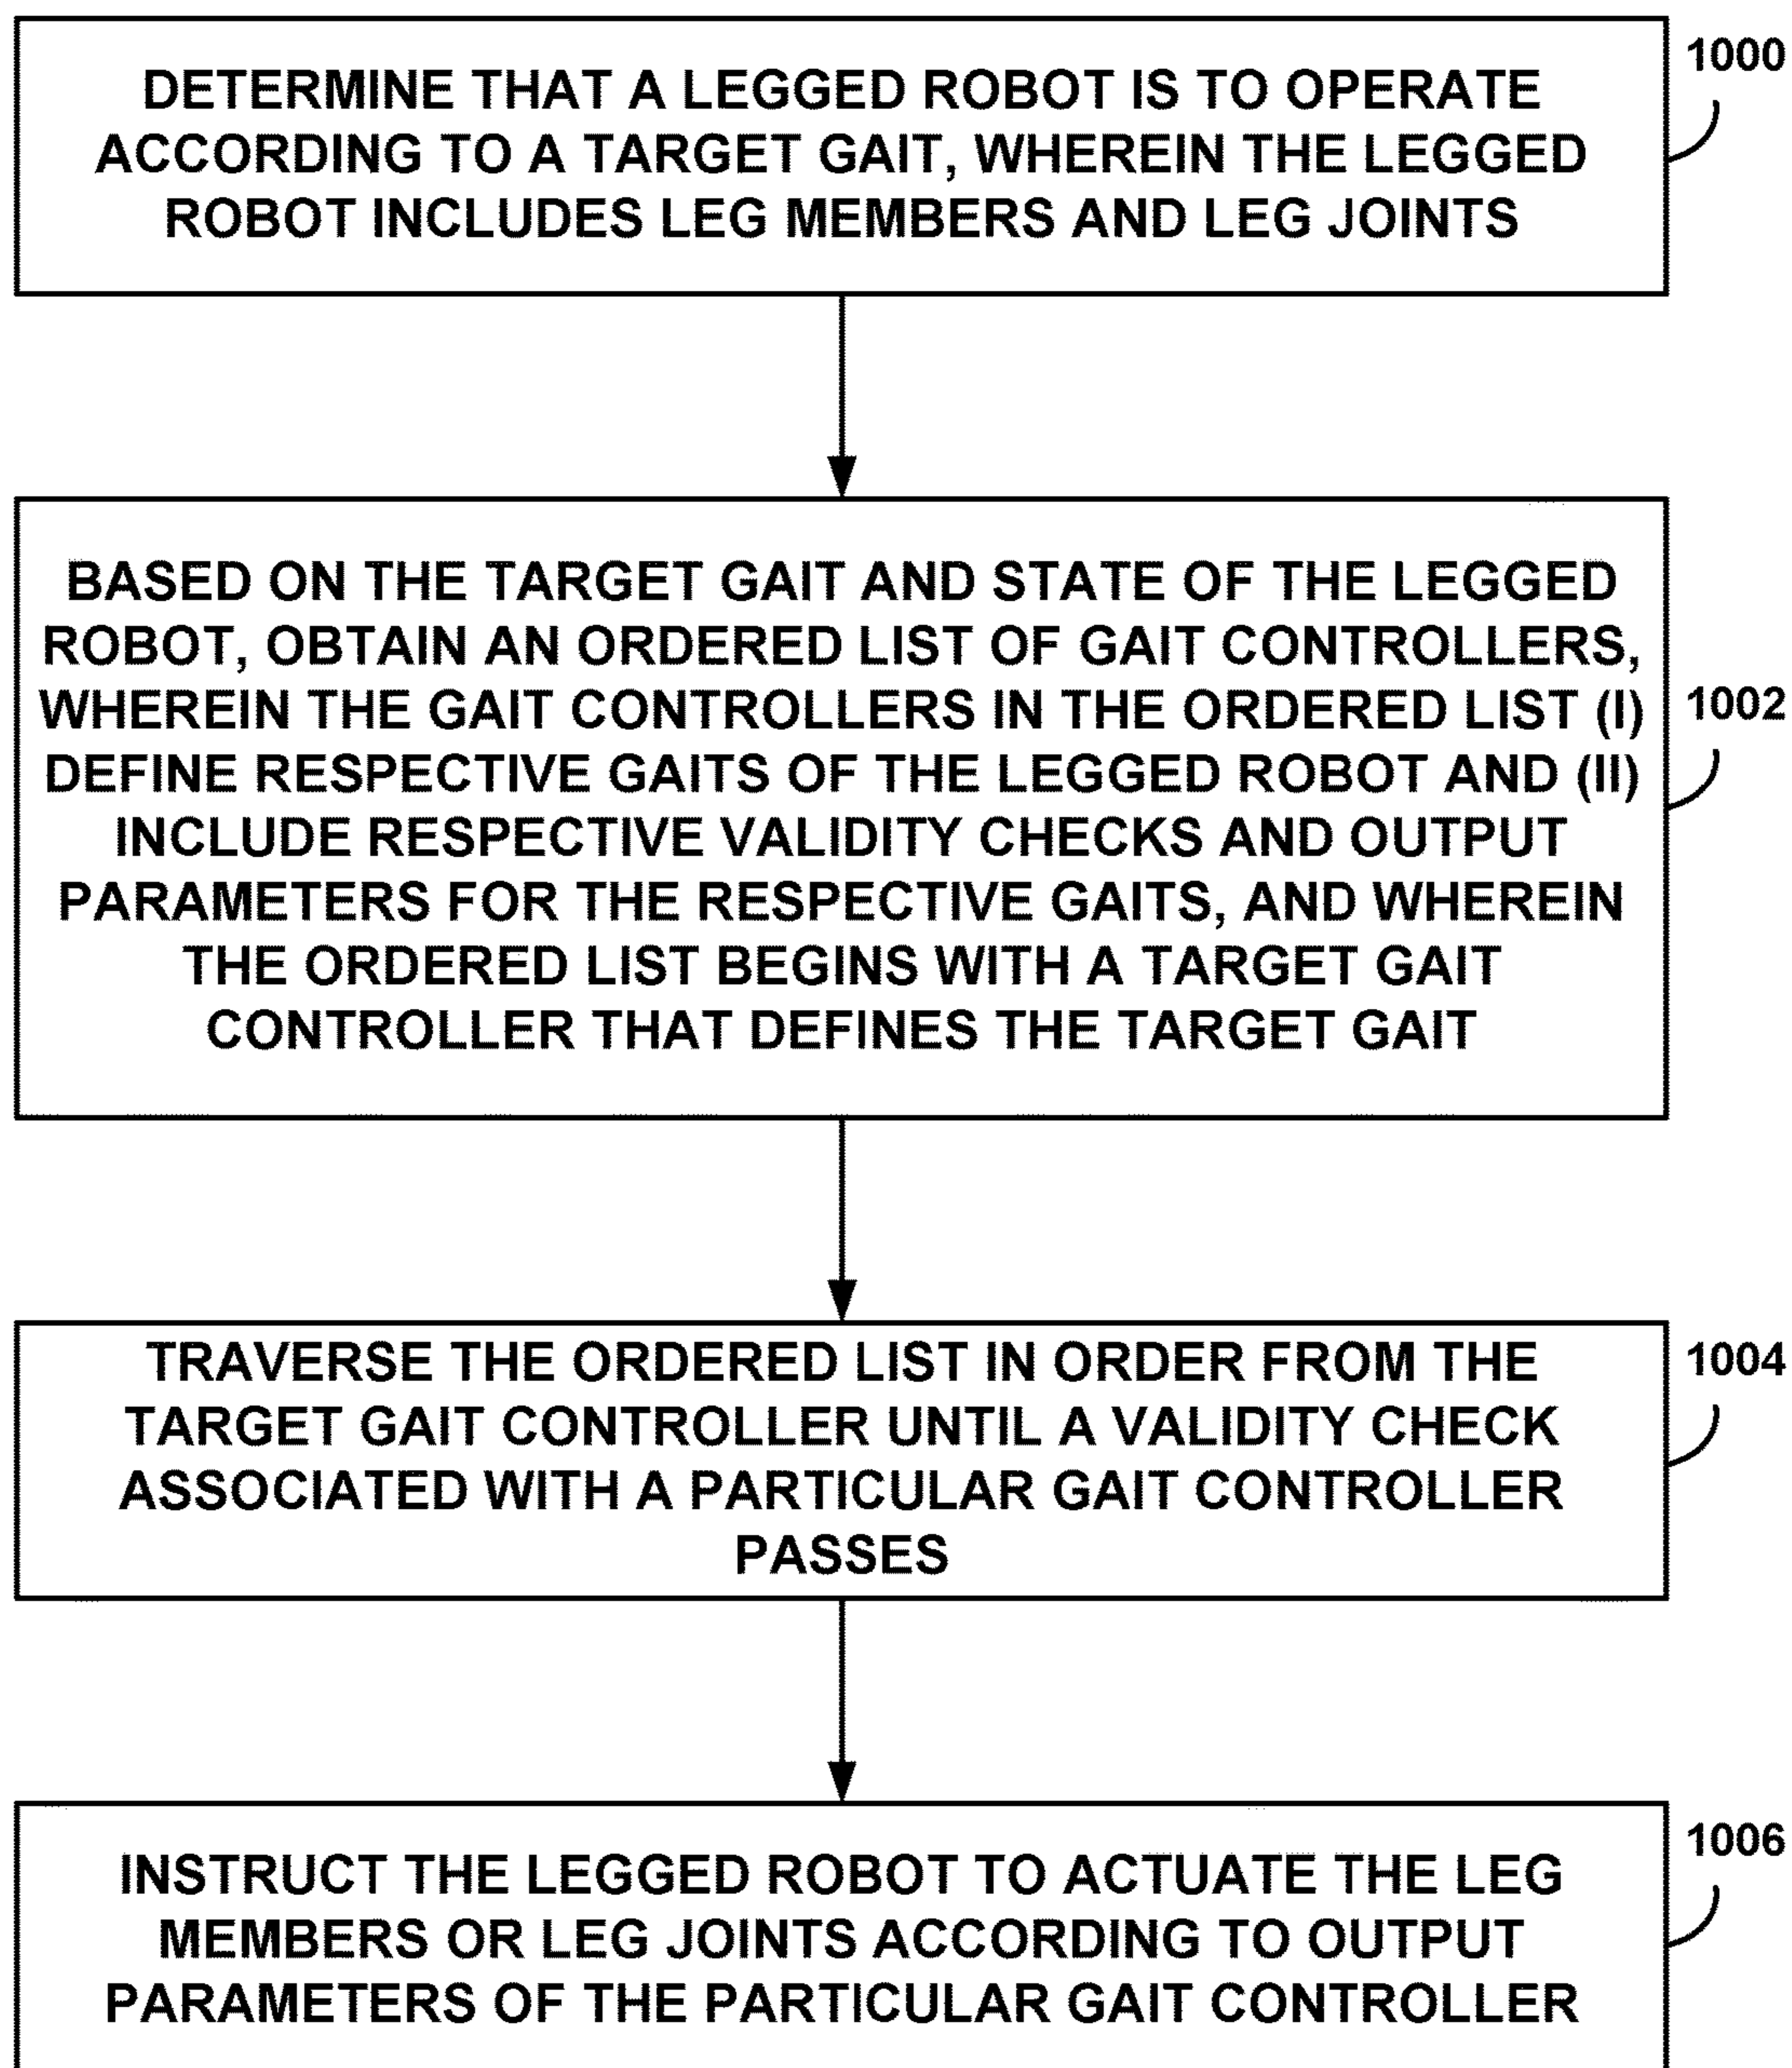 DETERMINE THAT A LEGGED ROBOT IS TO OPERATE
ACCORDING TO A TARGET GAIT, WHEREIN THE LEGGED
ROBOT INCLUDES LEG MEMBERS AND LEG JOINTS
1000
BASED ON THE TARGET GAIT AND STATE OF THE LEGGED
ROBOT, OBTAIN AN ORDERED LIST OF GAIT CONTROLLERS,
WHEREIN THE GAIT CONTROLLERS IN THE ORDERED LIST (I)
DEFINE RESPECTIVE GAITS OF THE LEGGED ROBOT AND (II)
INCLUDE RESPECTIVE VALIDITY CHECKS AND OUTPUT
PARAMETERS FOR THE RESPECTIVE GAITS, AND WHEREIN
THE ORDERED LIST BEGINS WITH A TARGET GAIT
CONTROLLER THAT DEFINES THE TARGET GAIT
1002
TRAVERSE THE ORDERED LIST IN ORDER FROM THE
TARGET GAIT CONTROLLER UNTIL A VALIDITY CHECK
ASSOCIATED WITH A PARTICULAR GAIT CONTROLLER
PASSES
1004
INSTRUCT THE LEGGED ROBOT TO ACTUATE THE LEG
MEMBERS OR LEG JOINTS ACCORDING TO OUTPUT
PARAMETERS OF THE PARTICULAR GAIT CONTROLLER
1006